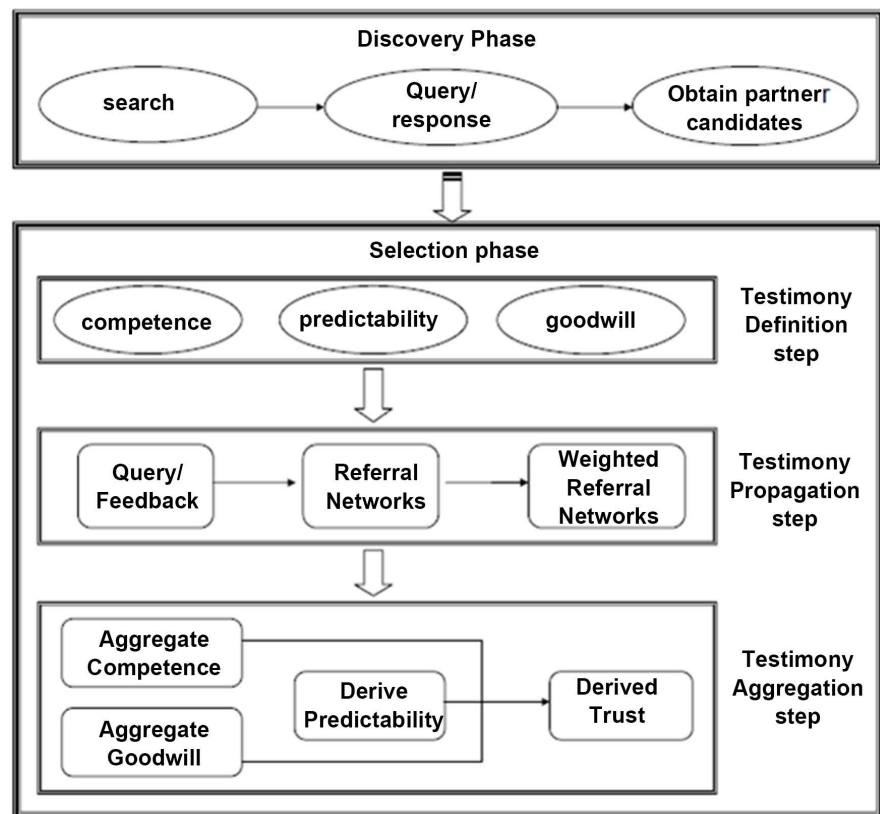 Discovery Phase
search
Query/
response
Obtain partnerr
candidates
Selection phase
competence
predictability
goodwill
Testimony
Definition
step
Query/
Feedback
Referral
Networks
Weighted
Referral
Networks
Testimony
Propagation
step
Aggregate
Competence
Aggregate
Goodwill
Derive
Predictability
Derived
Trust
Testimony
Aggregation
step